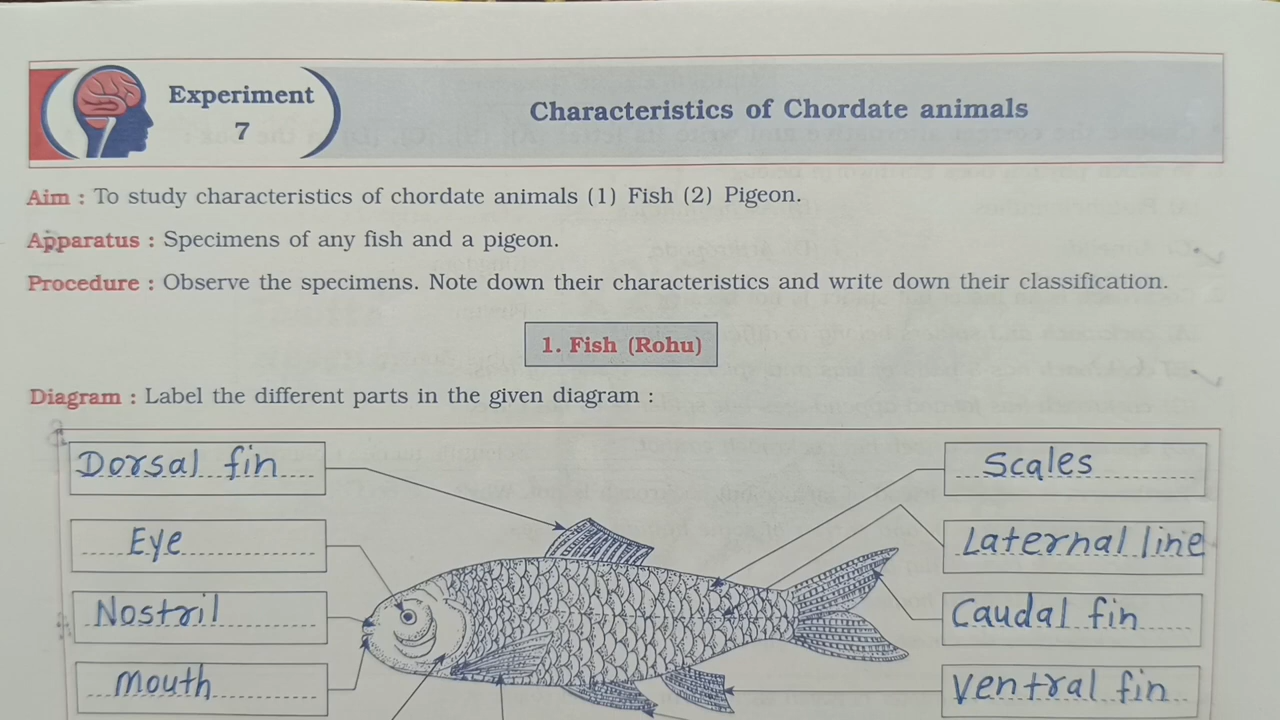 Experiment
7
Characteristics of Chordate animals
Aim : To study characteristics of chordate animals (1) Fish (2) Pigeon.
Apparatus : Specimens of any fish and a pigeon.
Procedure : Observe the specimens. Note down their characteristics and write down their classification.
1. Fish (Rohu)
Diagram : Label the different parts in the given diagram :
Dorsal fin
Eye
Nostril
Mouth
Scales
Laternal line
Caudal fin
Ventral fin